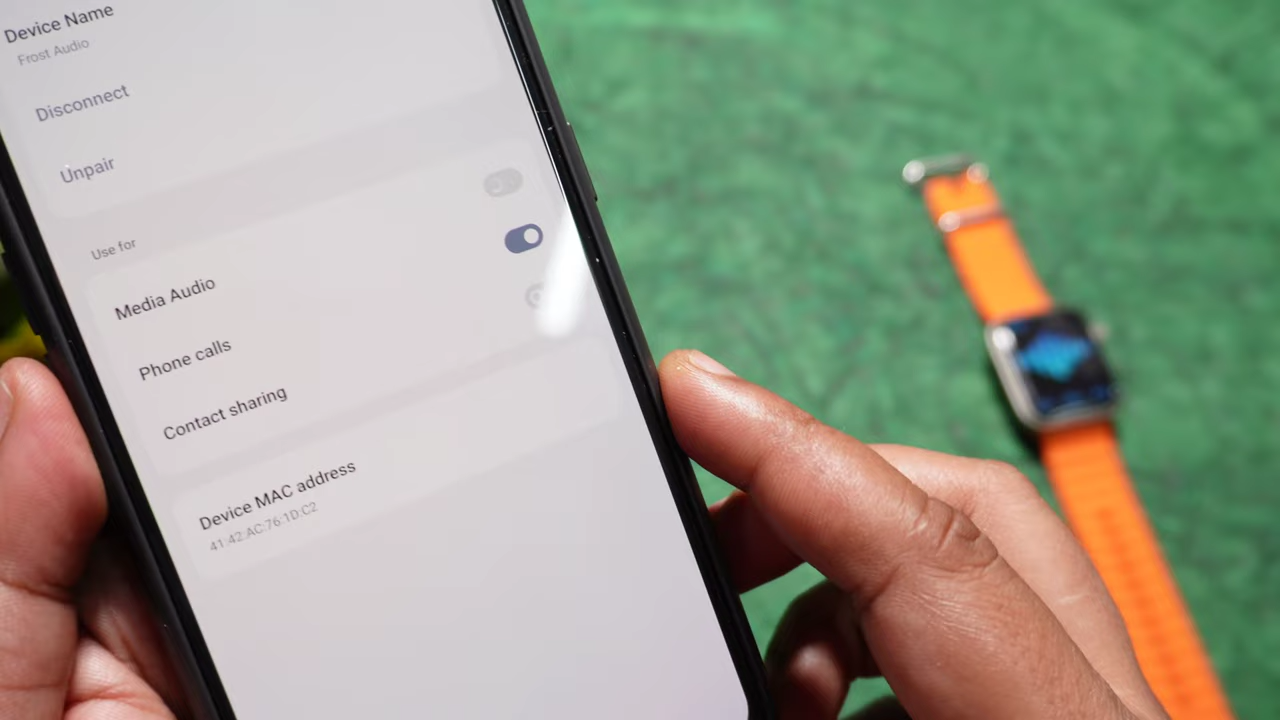 Device Name
Frost Audio
Disconnect
Unpair
Use for
Media Audio
Phone calls
Contact sharing
Device MAC address
41:42:AC:76:1D:C2